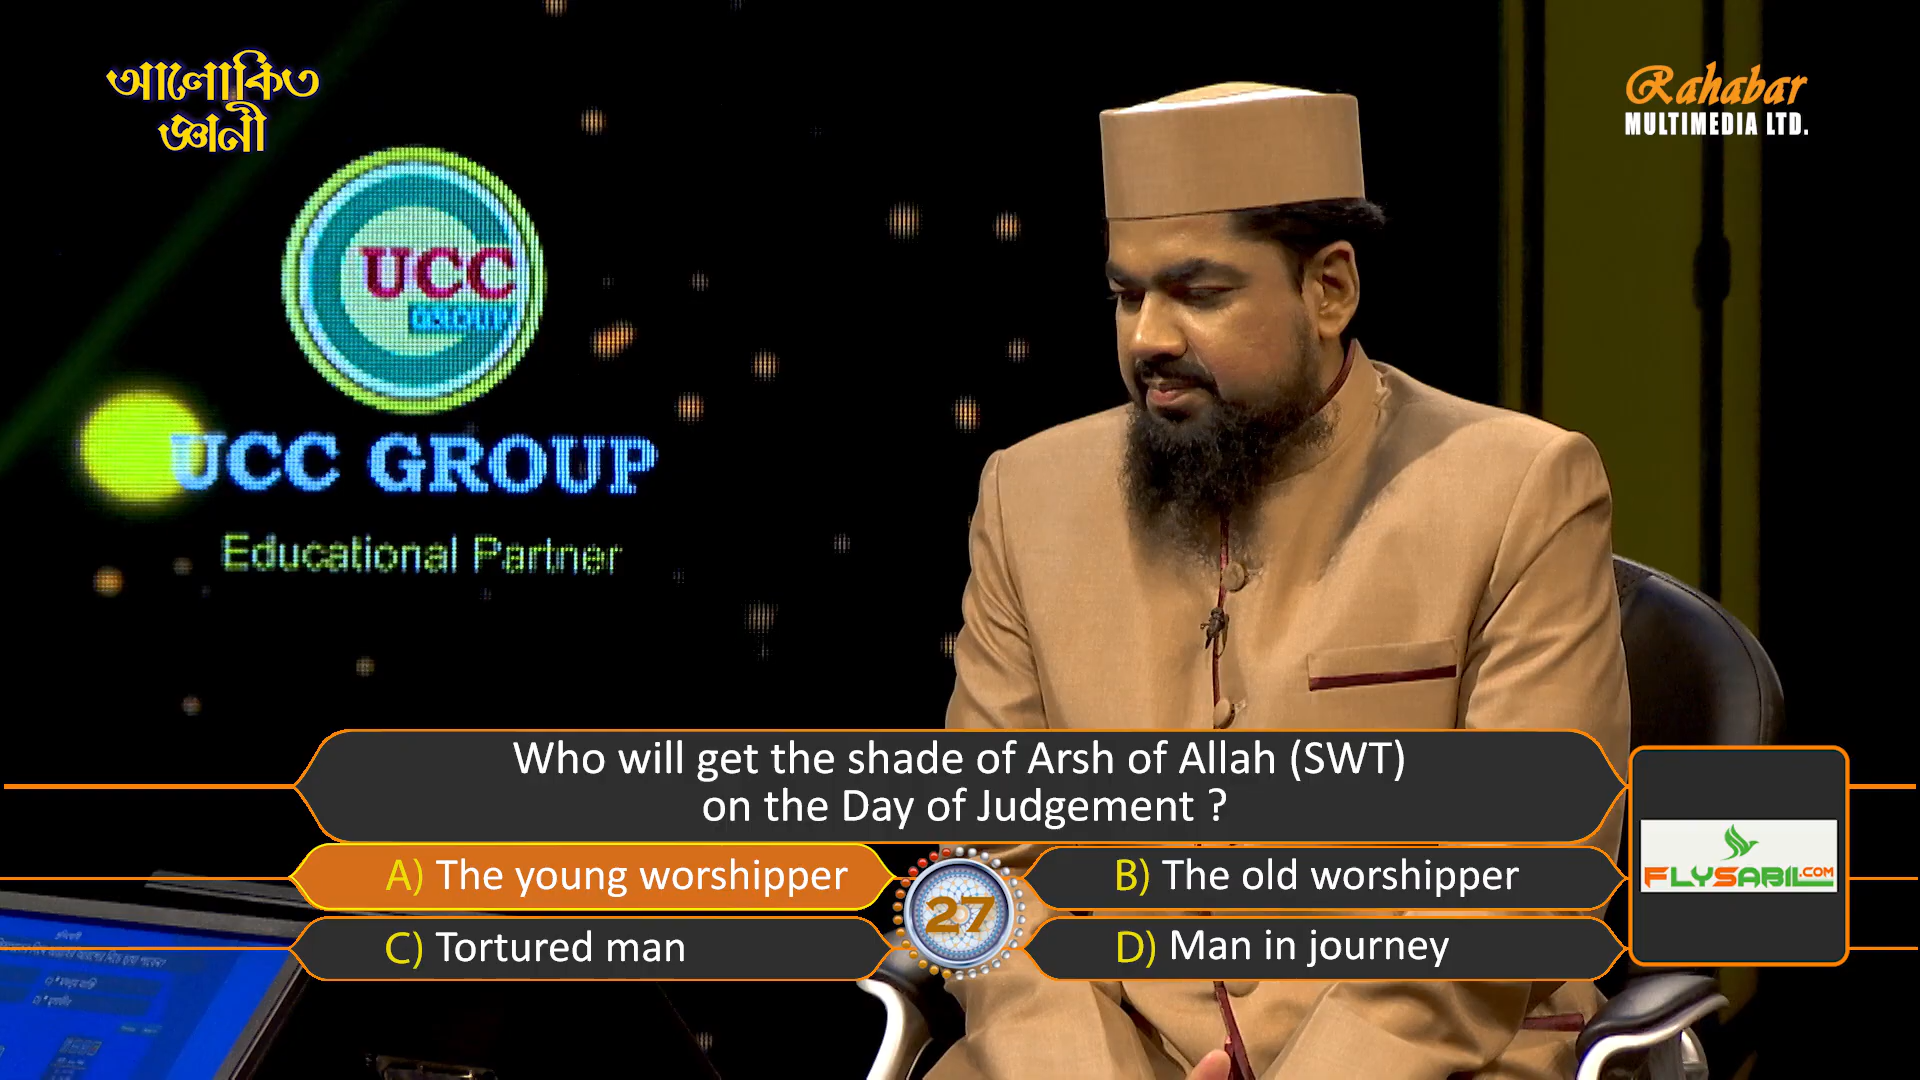 আলোকিত
জ্ঞানী
Rahabar
MULTIMEDIA LTD.
UCC
GROUP
UCC GROUP
Educational Partner
Who will get the shade of Arsh of Allah (SWT)
on the Day of Judgement ?
A) The young worshipper
B) The old worshipper
27
C) Tortured man
D) Man in journey
FLYSABIL.COM